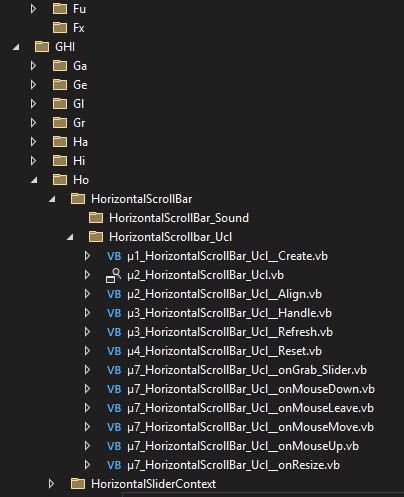 Fu
Fx
GHI
Ga
Ge
Gl
Gr
Ha
Hi
Ho
HorizontalScrollBar
HorizontalScrollbar_Sound
HorizontalScrollbar_Ucl
VB µ1_HorizontalScrollBar_Ucl__Create.vb
µ2_HorizontalScrollBar_Ucl.vb
VB µ2_HorizontalScrollBar_Ucl__Align.vb
VB µ3_HorizontalScrollBar_Ucl__Handle.vb
VB µ3_HorizontalScrollBar_Ucl__Refresh.vb
VB µ4_HorizontalScrollBar_Ucl__Reset.vb
VB µ7_HorizontalScrollBar_Ucl__onGrab_Slider.vb
VB µ7_HorizontalScrollBar_Ucl__onMouseDown.vb
VB µ7_HorizontalScrollBar_Ucl__onMouseLeave.vb
VB µ7_HorizontalScrollBar_Ucl__onMouseMove.vb
VB µ7_HorizontalScrollBar_Ucl__onMouseUp.vb
VB µ7_HorizontalScrollBar_Ucl__onResize.vb
HorizontalSliderContext